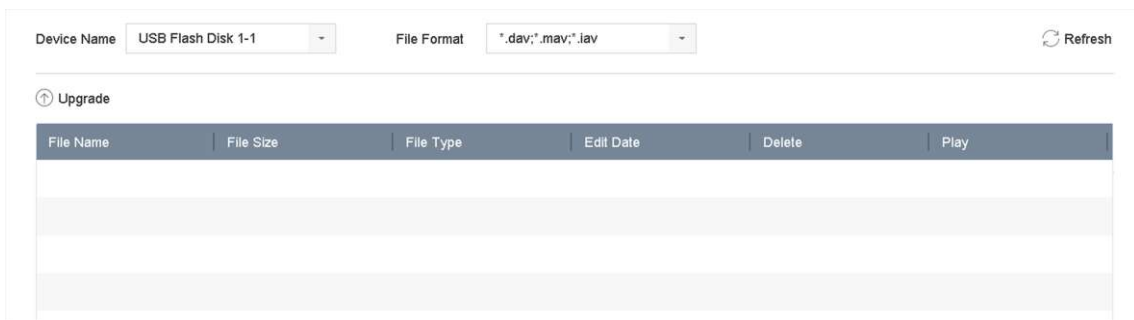 Device Name USB Flash Disk 1-1 File Format *.dav;*.mav;*.iav Refresh
Upgrade
File Name File Size File Type Edit Date Delete Play